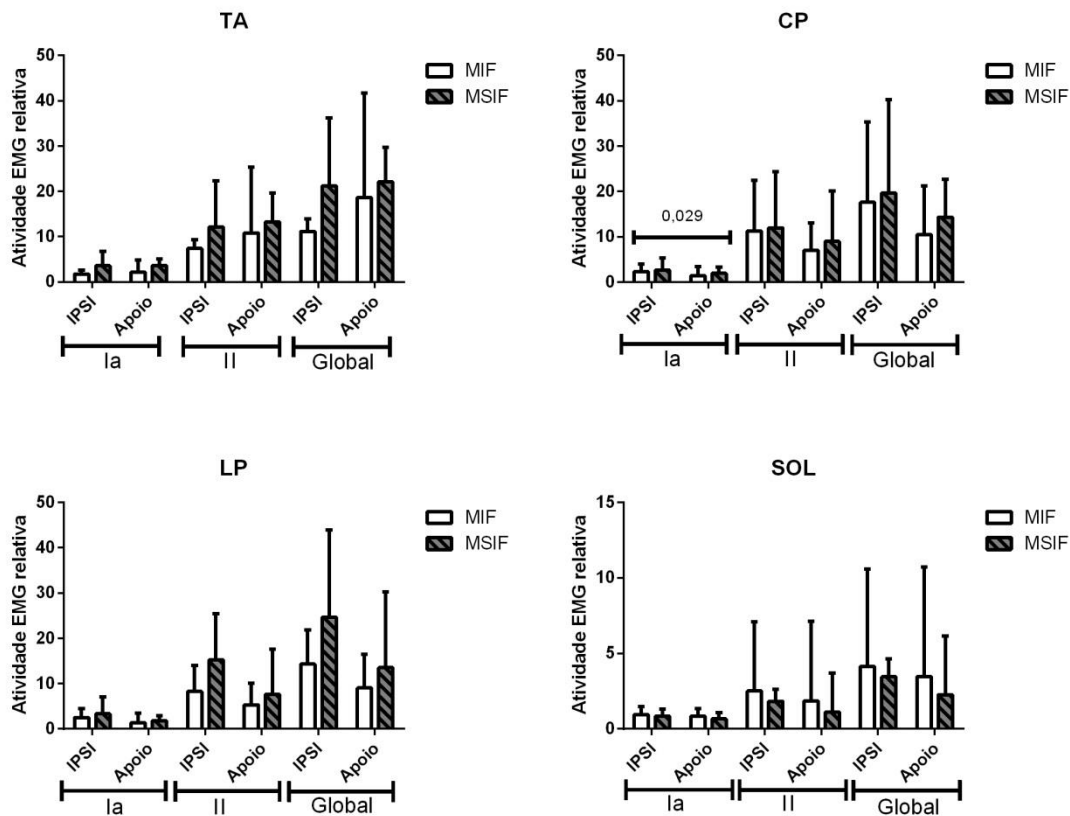 TA
Atividade EMG relativa
50
40
30
20
10
0
IPSI
Apoio
IPSI
Apoio
IPSI
Apoio
Ia
II
Global
MIF
MSIF
CP
Atividade EMG relativa
50
40
30
20
10
0
0,029
IPSI
Apoio
IPSI
Apoio
IPSI
Apoio
Ia
II
Global
MIF
MSIF
LP
Atividade EMG relativa
50
40
30
20
10
0
IPSI
Apoio
IPSI
Apoio
IPSI
Apoio
Ia
II
Global
MIF
MSIF
SOL
Atividade EMG relativa
15
10
5
0
IPSI
Apoio
IPSI
Apoio
IPSI
Apoio
Ia
II
Global
MIF
MSIF